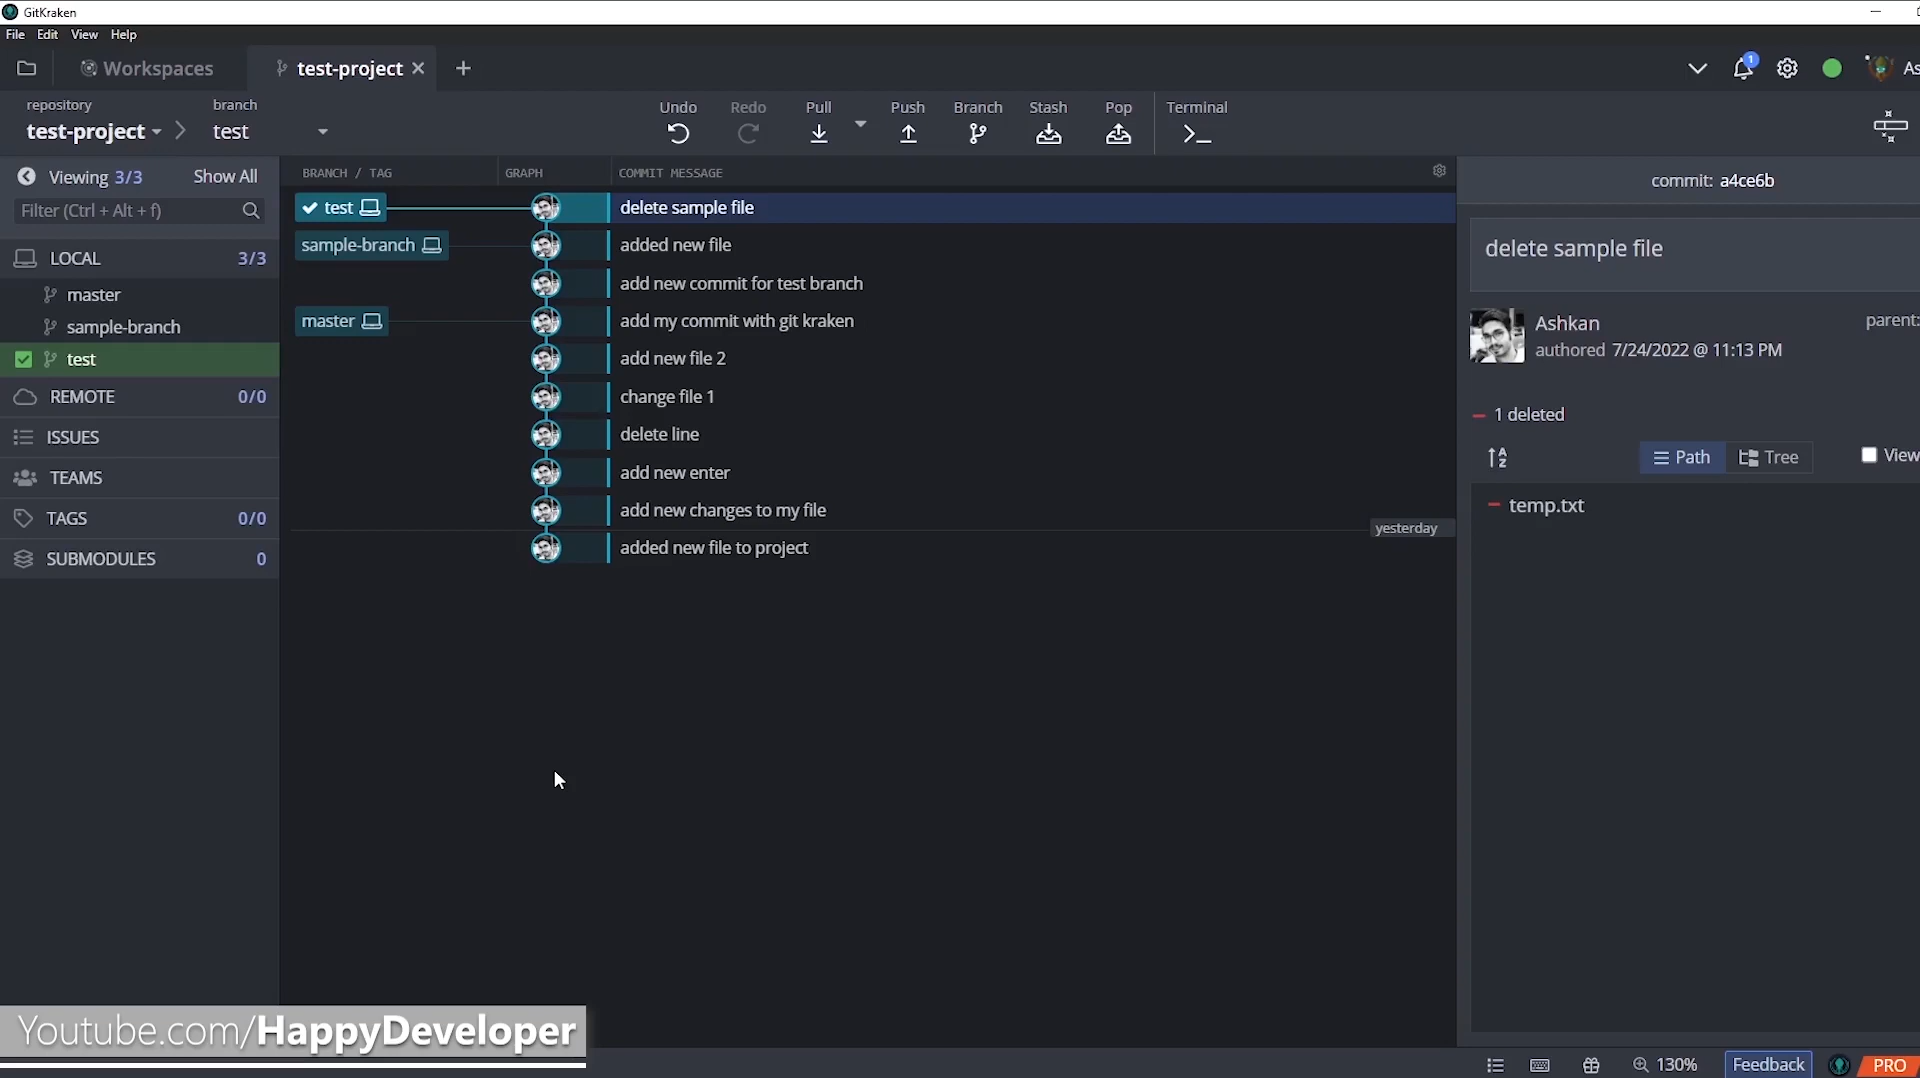 GitKraken
File Edit View Help
Workspaces
test-project
repository
test-project
branch
test
Undo
Redo
Pull
Push
Branch
Stash
Pop
Terminal
Viewing 3/3
Show All
Filter (Ctrl + Alt + f)
LOCAL 3/3
master
sample-branch
test
REMOTE 0/0
ISSUES
TEAMS
TAGS 0/0
SUBMODULES 0
BRANCH / TAG
GRAPH
COMMIT MESSAGE
test
delete sample file
sample-branch
added new file
add new commit for test branch
master
add my commit with git kraken
add new file 2
change file 1
delete line
add new enter
add new changes to my file
yesterday
added new file to project
1
As
commit: a4ce6b
delete sample file
Ashkan
parent:
authored 7/24/2022 @ 11:13 PM
1 deleted
Path
Tree
View
temp.txt
130%
Feedback
PRO
Youtube.com/HappyDeveloper